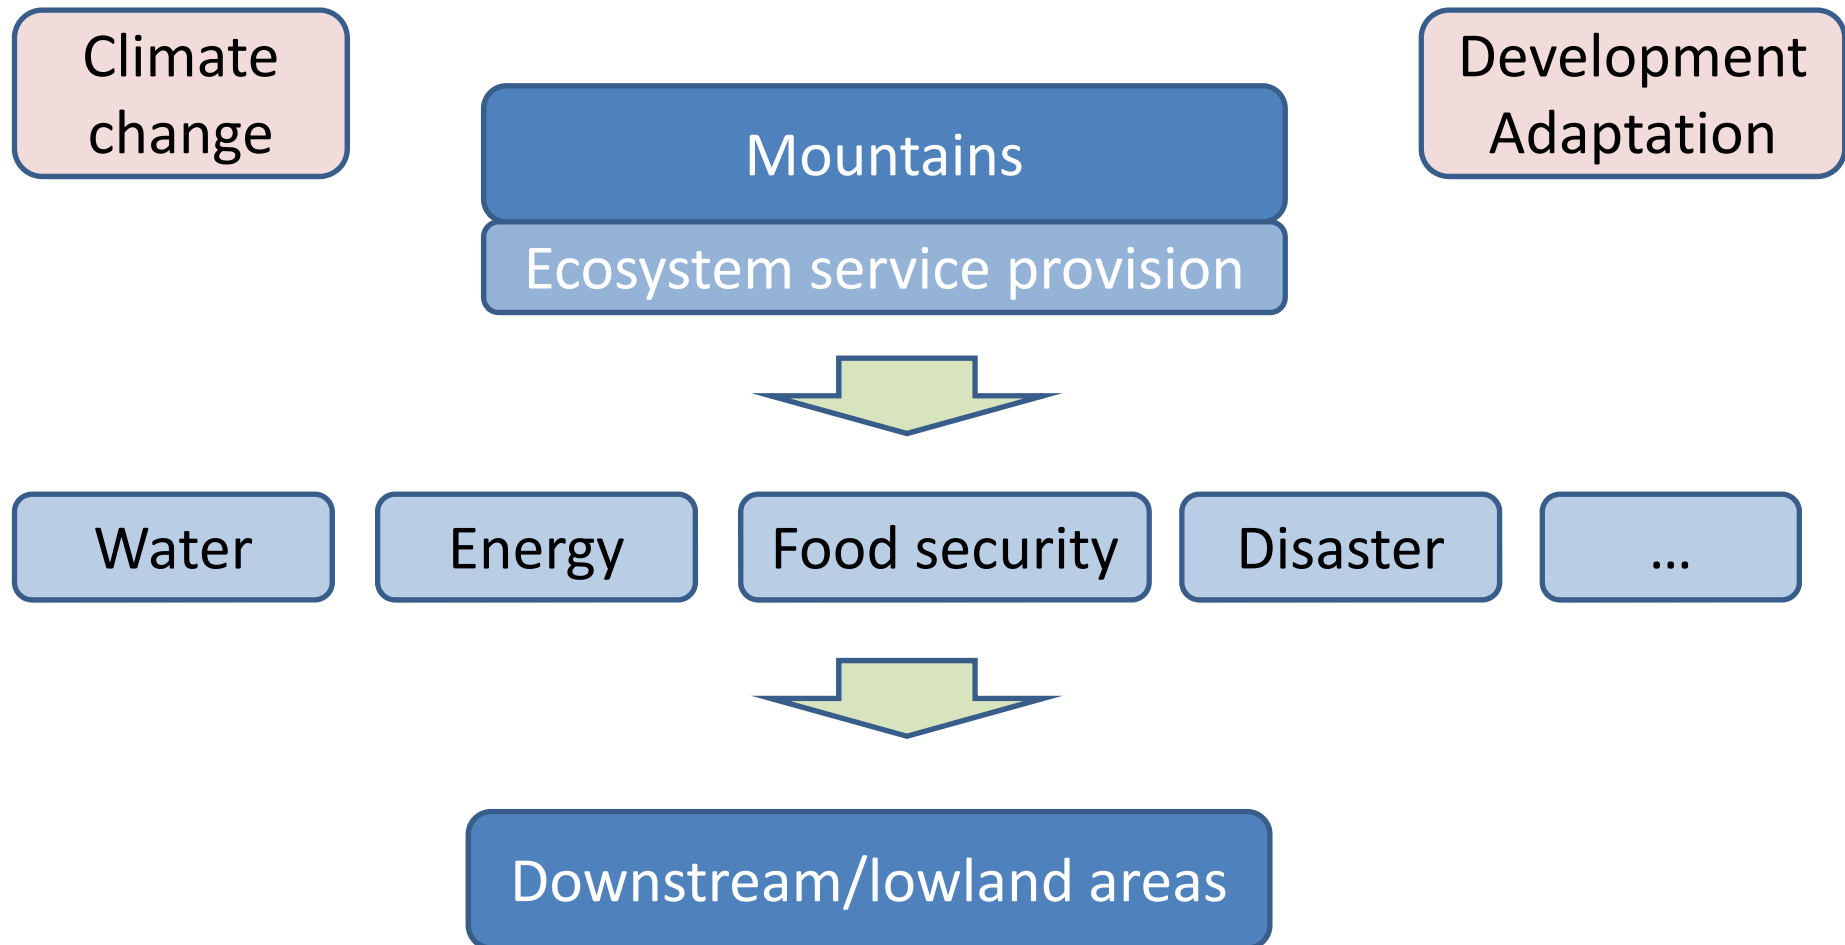 Climate
change
Development
Adaptation
Mountains
Ecosystem service provision
Water
Energy
Food security
Disaster
...
Downstream/lowland areas